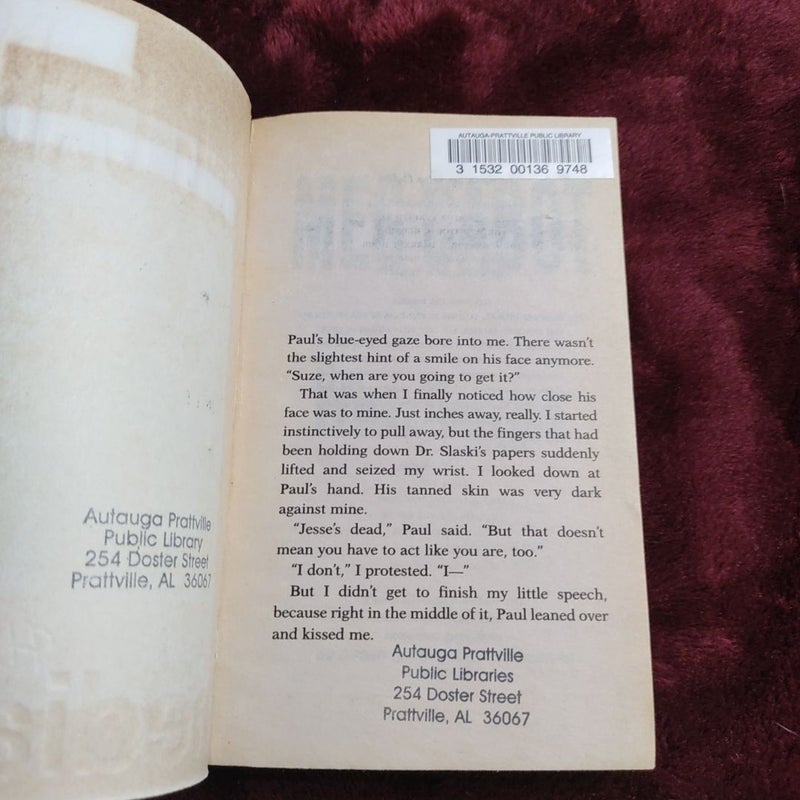 Autauga Prattville
Public Library
254 Doster Street
Prattville, AL 36067
AUTAUGA-PRATTVILLE PUBLIC LIBRARY
3 1532 00136 9748
Paul's blue-eyed gaze bore into me. There wasn't
the slightest hint of a smile on his face anymore.
"Suze, when are you going to get it?"
That was when I finally noticed how close his
face was to mine. Just inches away, really. I started
instinctively to pull away, but the fingers that had
been holding down Dr. Slaski's papers suddenly
lifted and seized my wrist. I looked down at
Paul's hand. His tanned skin was very dark
against mine.
"Jesse's dead," Paul said. "But that doesn't
mean you have to act like you are, too."
"I don't," I protested. "I—"
But I didn't get to finish my little speech,
because right in the middle of it, Paul leaned over
and kissed me.
Autauga Prattville
Public Libraries
254 Doster Street
Prattville, AL 36067